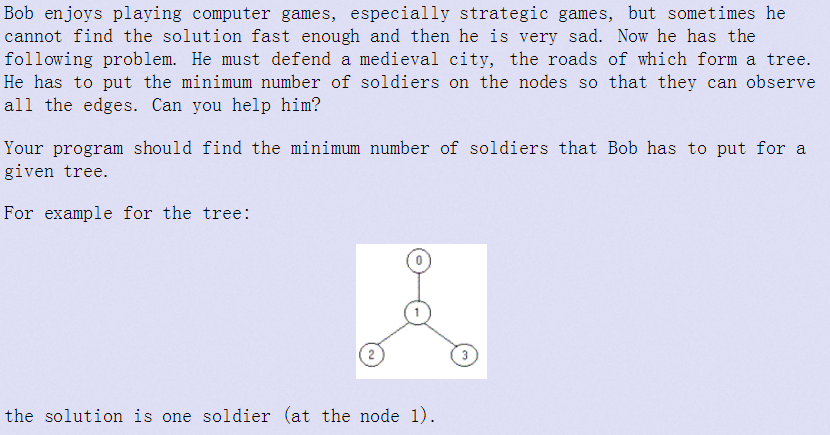 Bob enjoys playing computer games, especially strategic games, but sometimes he
cannot find the solution fast enough and then he is very sad. Now he has the
following problem. He must defend a medieval city, the roads of which form a tree.
He has to put the minimum number of soldiers on the nodes so that they can observe
all the edges. Can you help him?
Your program should find the minimum number of soldiers that Bob has to put for a
given tree.
For example for the tree:
0
1
2 3
the solution is one soldier (at the node 1).